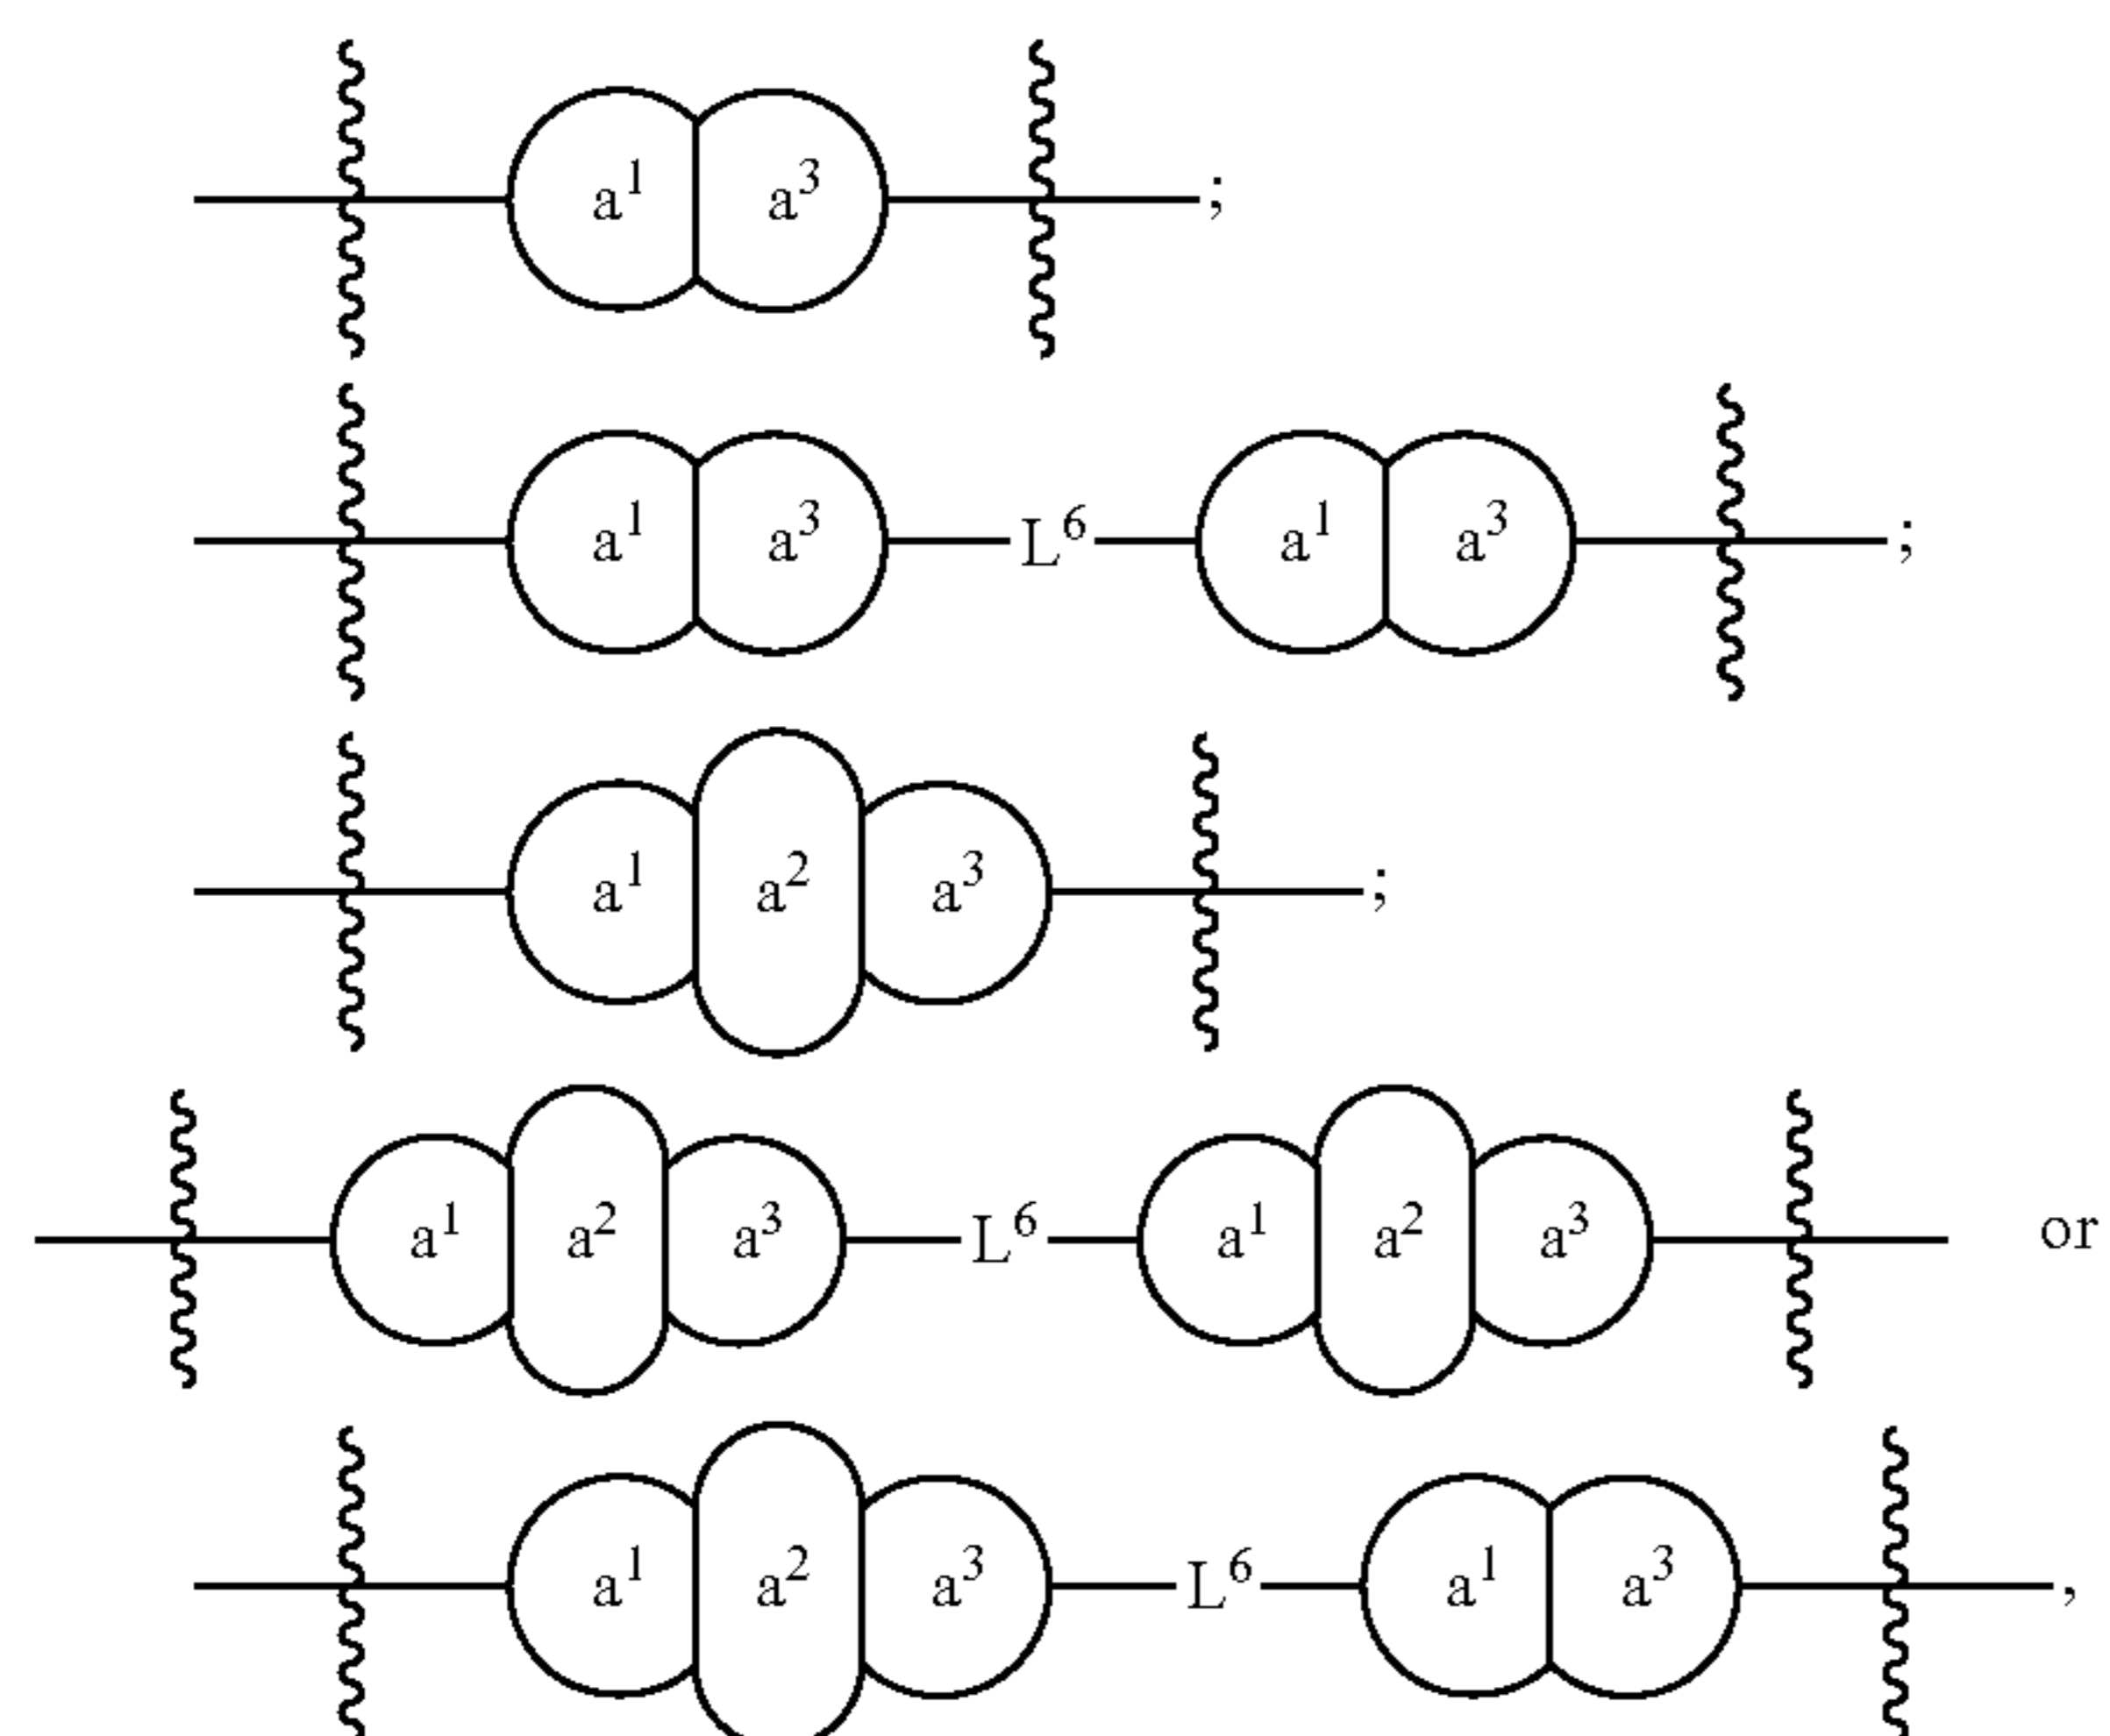 a¹ a³ ;
a¹ a³ L⁶ a¹ a³ ;
a¹ a² a³ ;
a¹ a² a³ L⁶ a¹ a² a³ or
a¹ a² a³ L⁶ a¹ a³ ,